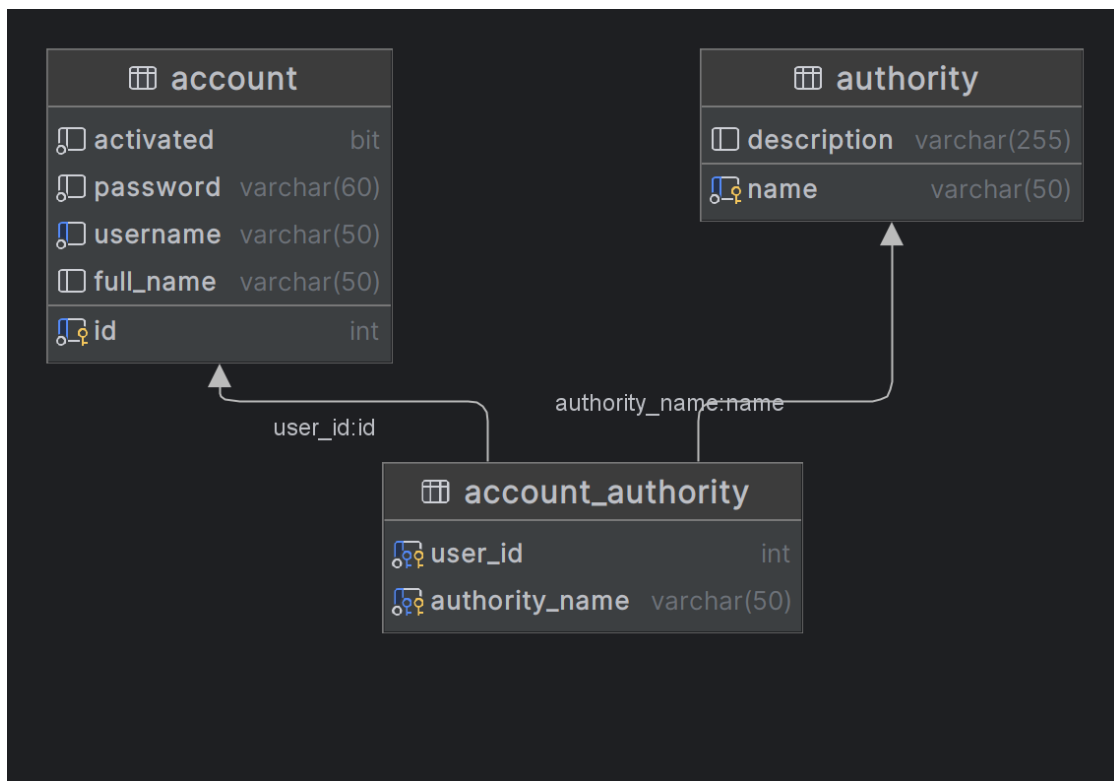 account
activated bit
password varchar(60)
username varchar(50)
full_name varchar(50)
id int
authority
description varchar(255)
name varchar(50)
user_id:id
authority_name:name
account_authority
user_id int
authority_name varchar(50)